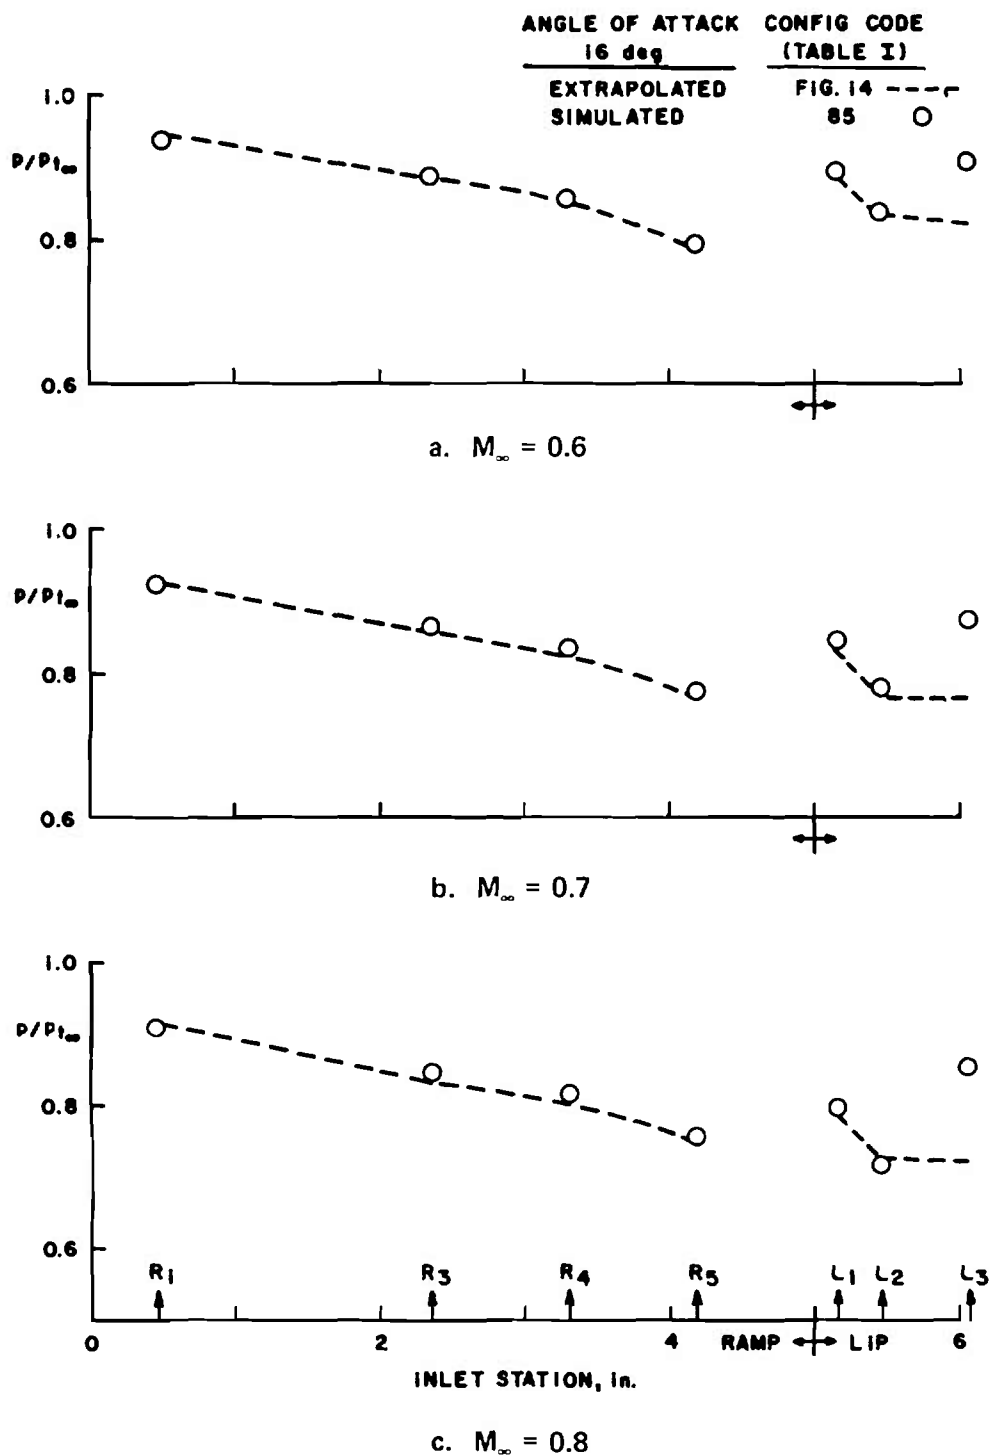 ANGLE OF ATTACK CONFIG CODE
16 deg (TABLE I)
EXTRAPOLATED FIG. 14
SIMULATED 85
1.0
P/Pt∞
0.8
0.6
a. M∞ = 0.6
1.0
P/Pt∞
0.8
0.6
b. M∞ = 0.7
1.0
P/Pt∞
0.8
0.6
R1 R3 R4 R5 L1 L2 L3
0 2 4 RAMP LIP 6
INLET STATION, in.
c. M∞ = 0.8